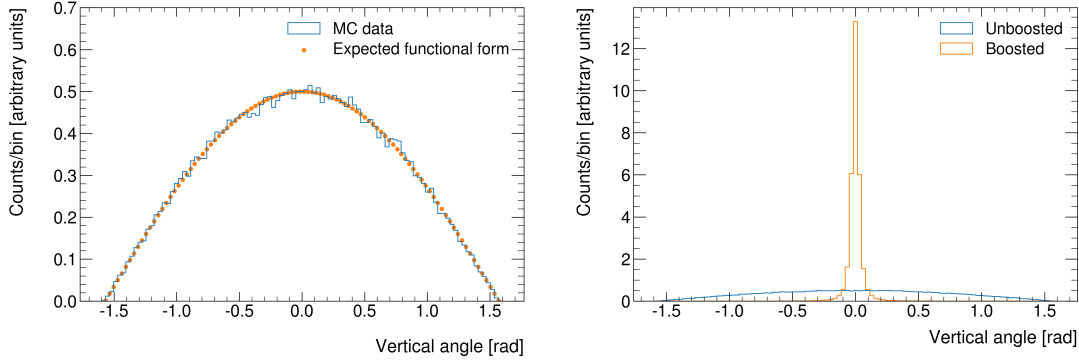 Counts/bin [arbitrary units]
0.7
0.6
0.5
0.4
0.3
0.2
0.1
0.0
MC data
Expected functional form
-1.5 -1.0 -0.5 0.0 0.5 1.0 1.5
Vertical angle [rad]
Counts/bin [arbitrary units]
12
10
8
6
4
2
0
Unboosted
Boosted
-1.5 -1.0 -0.5 0.0 0.5 1.0 1.5
Vertical angle [rad]